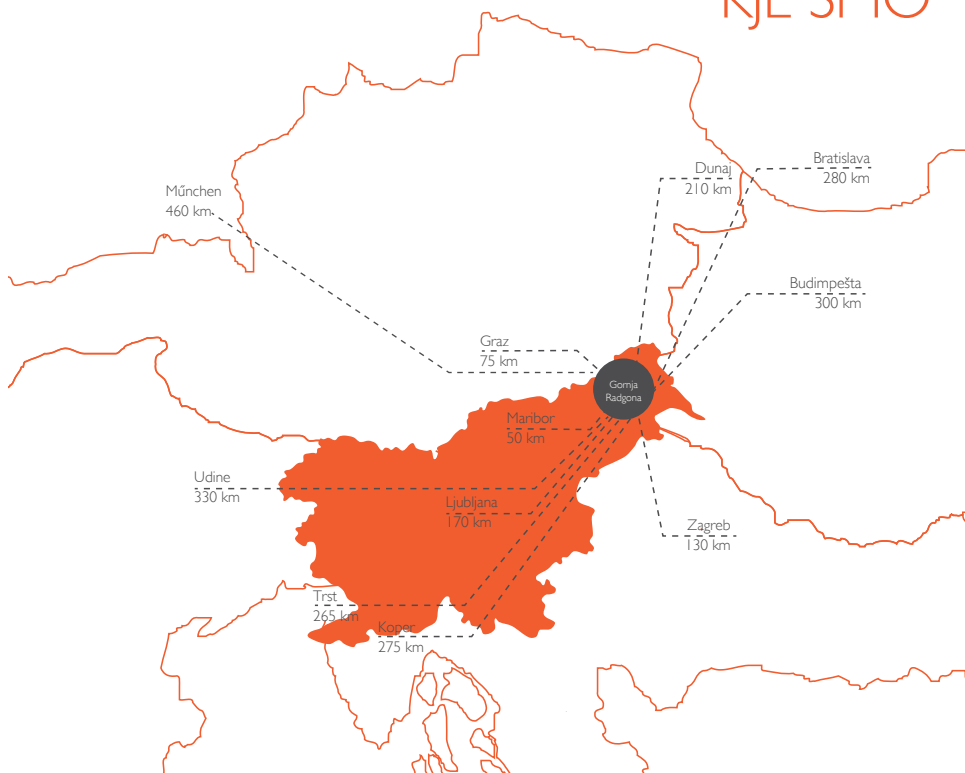 KJE SMO
Bratislava
280 km
Dunaj
210 km
Műnchen
460 km
Budimpešta
300 km
Graz
75 km
Gornja
Radgona
Maribor
50 km
Udine
330 km
Ljubljana
170 km
Zagreb
130 km
Trst
265 km
Koper
275 km